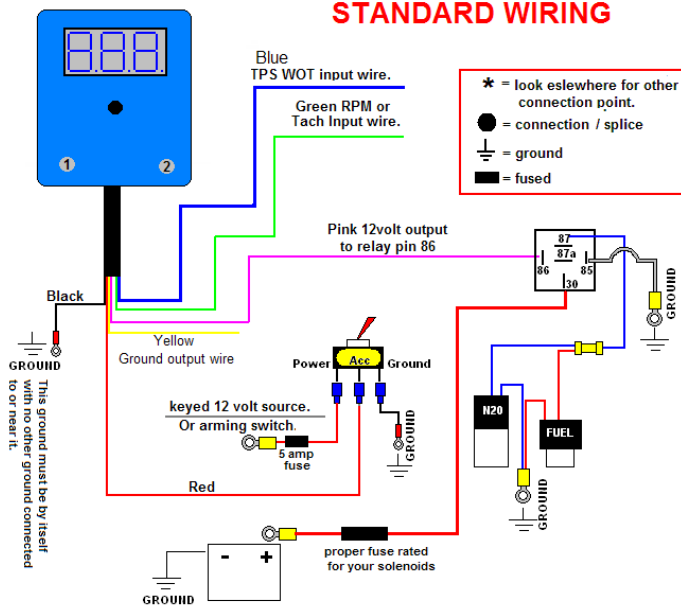 STANDARD WIRING
8.8.8.
1
2
Blue
TPS WOT input wire.
Green RPM or
Tach Input wire.
* = look eslewhere for other
connection point.
= connection / splice
= ground
= fused
Pink 12volt output
to relay pin 86
87
87a
86
85
30
GROUND
Black
Yellow
Ground output wire
GROUND
This ground must be by itself
with no other ground connected
to or near it.
Power
Acc
Ground
keyed 12 volt source.
Or arming switch.
5 amp
fuse
GROUND
Red
N20
FUEL
GROUND
- +
proper fuse rated
for your solenoids
GROUND